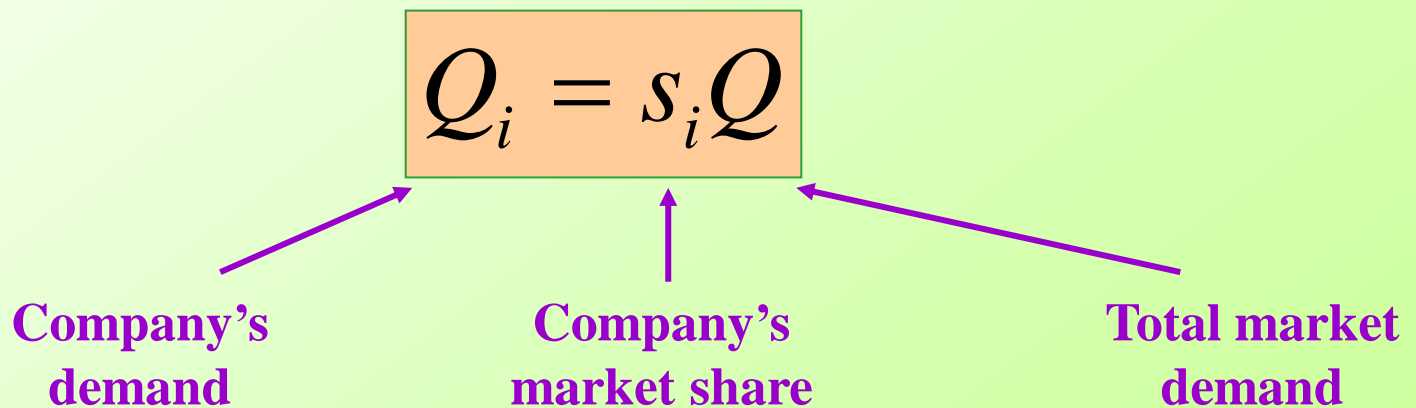 Qᵢ = sᵢQ
Company’s
demand
Company’s
market share
Total market
demand